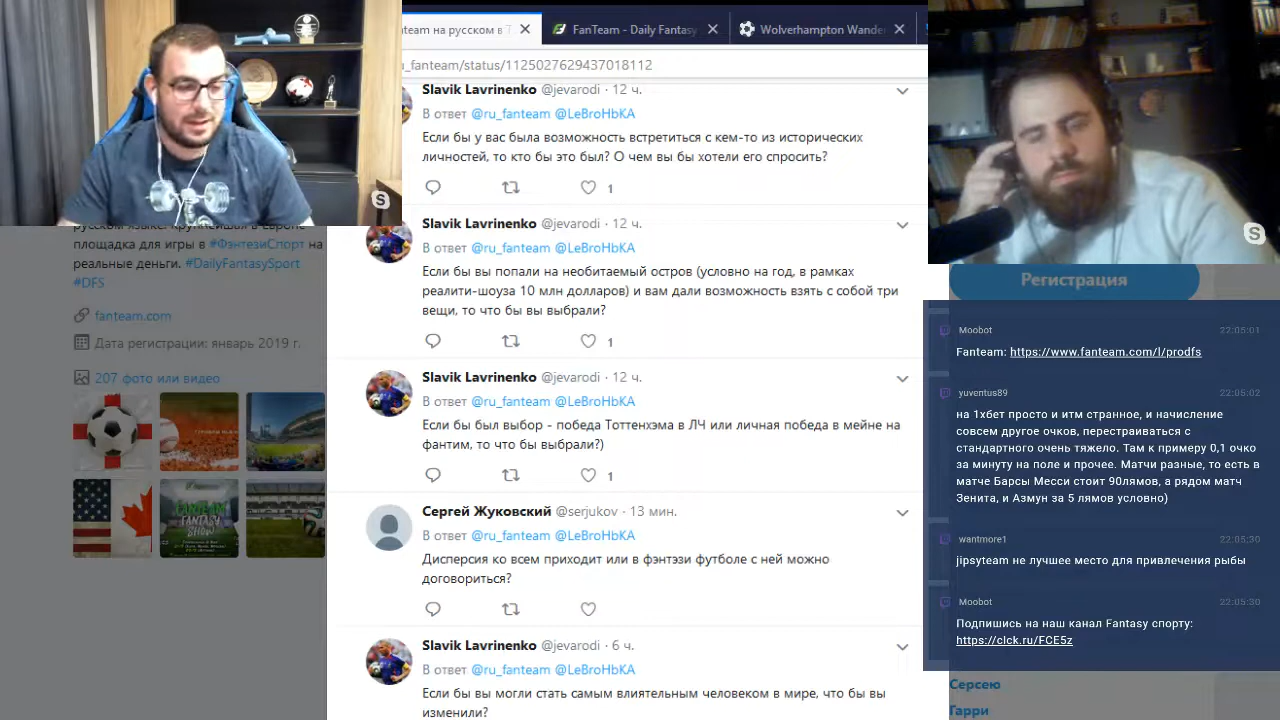 nteam на русском в Т
FanTeam - Daily Fantasy
Wolverhampton Wande
_fanteam/status/1125027629437018112
Slavik Lavrinenko @jevarodi · 12 ч.
В ответ @ru_fanteam @LeBroHbKA
Если бы у вас была возможность встретиться с кем-то из исторических
личностей, то кто бы это был? О чем вы бы хотели его спросить?
1
Slavik Lavrinenko @jevarodi · 12 ч.
В ответ @ru_fanteam @LeBroHbKA
Если бы вы попали на необитаемый остров (условно на год, в рамках
реалити-шоуза 10 млн долларов) и вам дали возможность взять с собой три
вещи, то что бы вы выбрали?
1
Slavik Lavrinenko @jevarodi · 12 ч.
В ответ @ru_fanteam @LeBroHbKA
Если бы был выбор - победа Тоттенхэма в ЛЧ или личная победа в мейне на
фантим, то что бы вы выбрали?)
1
Сергей Жуковский @serjukov · 13 мин.
В ответ @ru_fanteam @LeBroHbKA
Дисперсия ко всем приходит или в фэнтэзи футболе с ней можно
договориться?
Slavik Lavrinenko @jevarodi · 6 ч.
В ответ @ru_fanteam @LeBroHbKA
Если бы вы могли стать самым влиятельным человеком в мире, что бы вы
изменили?
русский язык. Крупнейшая в Европе
площадка для игры в #ФэнтезиСпорт на
реальные деньги. #DailyFantasySport
#DFS
fanteam.com
Дата регистрации: январь 2019 г.
207 фото или видео
FANTEAM
FANTASY
SHOW
Регистрация
Moobot 22:05:01
Fanteam: https://www.fanteam.com/l/prodfs
yuventus89 22:05:02
на 1хбет просто и итм странное, и начисление
совсем другое очков, перестраиваться с
стандартного очень тяжело. Там к примеру 0,1 очко
за минуту на поле и прочее. Матчи разные, то есть в
матче Барсы Месси стоит 90лямов, а рядом матч
Зенита, и Азмун за 5 лямов условно)
wantmore1 22:05:30
jipsyteam не лучшее место для привлечения рыбы
Moobot 22:05:30
Подпишись на наш канал Fantasy спорту:
https://clck.ru/FCE5z
Серсею
Гарри